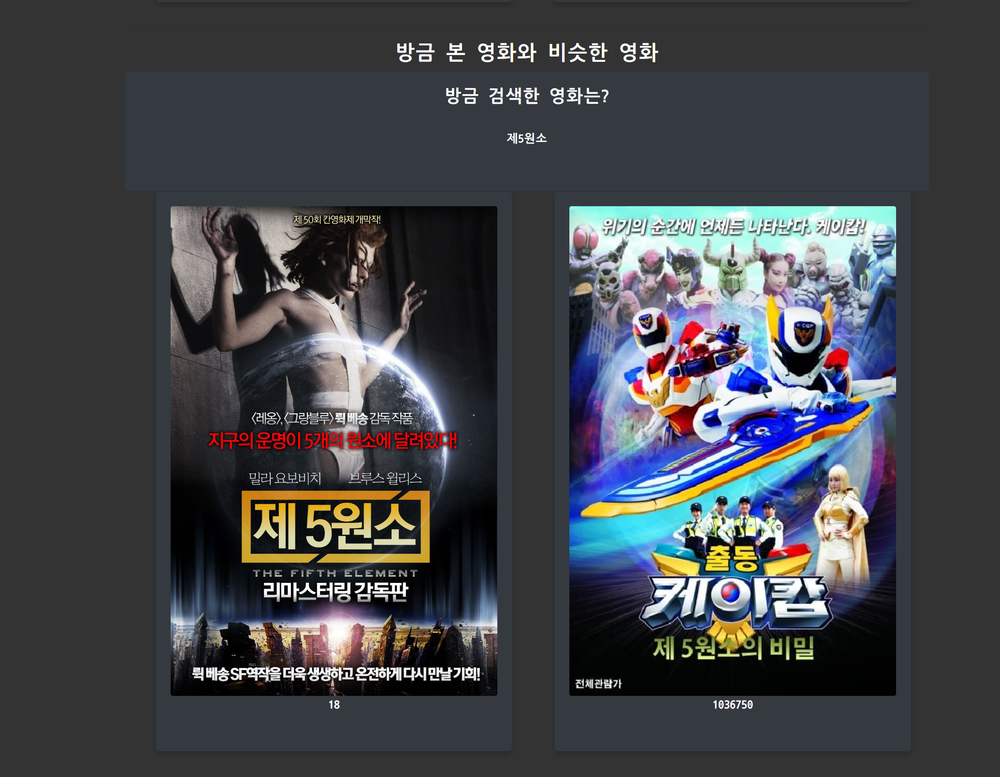 방금 본 영화와 비슷한 영화
방금 검색한 영화는?
제5원소
제 50회 칸영화제 개막작!
〈레옹〉, 〈그랑블루〉 뤽 베송 감독 작품
지구의 운명이 5개의 원소에 달려있다!
밀라 요보비치 브루스 윌리스
제 5원소
THE FIFTH ELEMENT
리마스터링 감독판
뤽 베송 SF역작을 더욱 생생하고 온전하게 다시 만날 기회!
18
위기의 순간에 언제든 나타난다. 케이캅!
K-COP
K-COP
출동
케이캅
제 5원소의 비밀
전체관람가
1036750